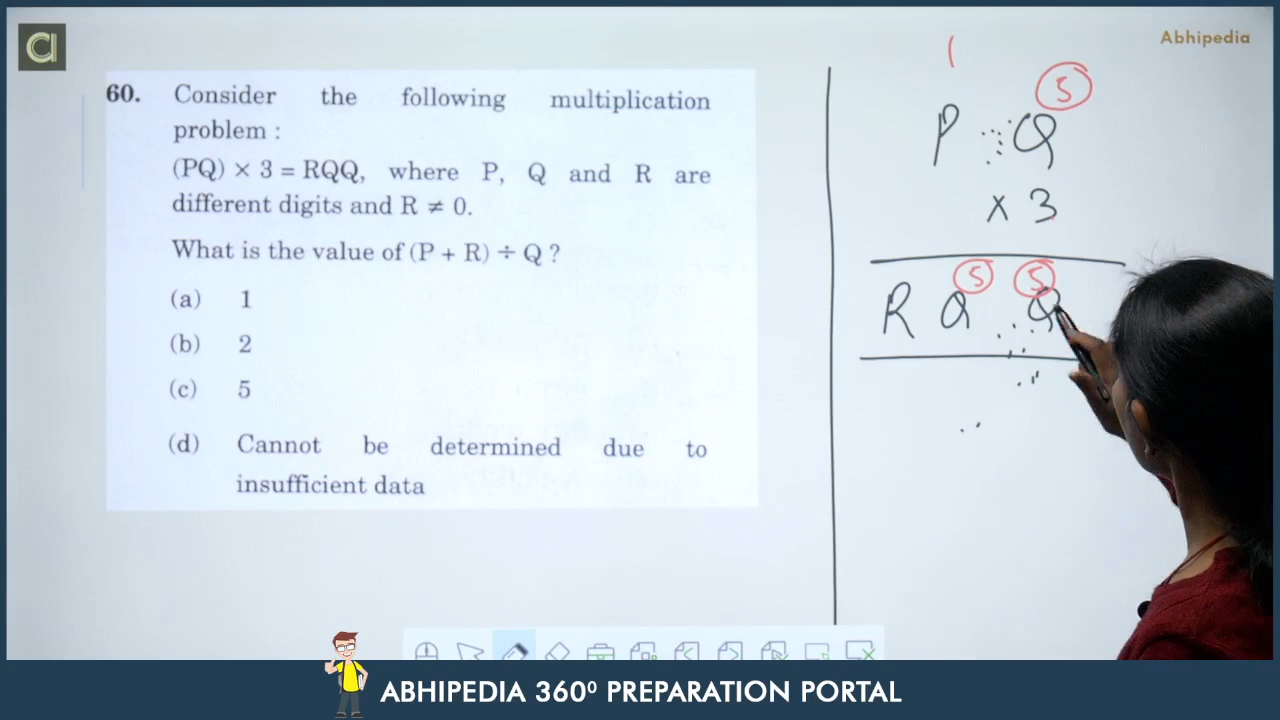 Abhipedia
60. Consider the following multiplication
problem :
(PQ) × 3 = RQQ, where P, Q and R are
different digits and R ≠ 0.
What is the value of (P + R) ÷ Q ?
(a) 1
(b) 2
(c) 5
(d) Cannot be determined due to
insufficient data
1
5
P Q
× 3
5 5
R Q Q
ABHIPEDIA 360⁰ PREPARATION PORTAL